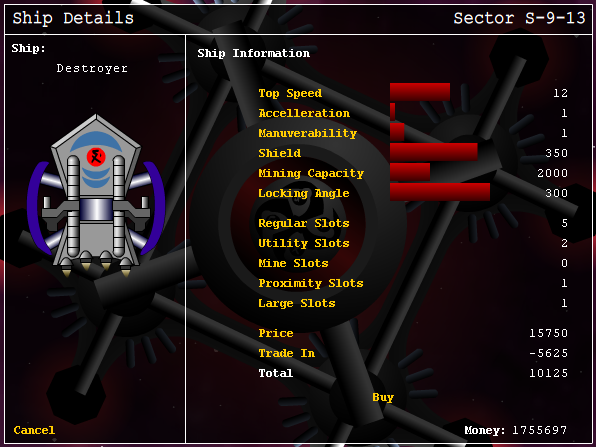 Ship Details
Sector S-9-13
Ship:
Destroyer
Ship Information
Top Speed 12
Accelleration 1
Manuverability 1
Shield 350
Mining Capacity 2000
Locking Angle 300
Regular Slots 5
Utility Slots 2
Mine Slots 0
Proximity Slots 1
Large Slots 1
Price 15750
Trade In -5625
Total 10125
Buy
Cancel
Money: 1755697